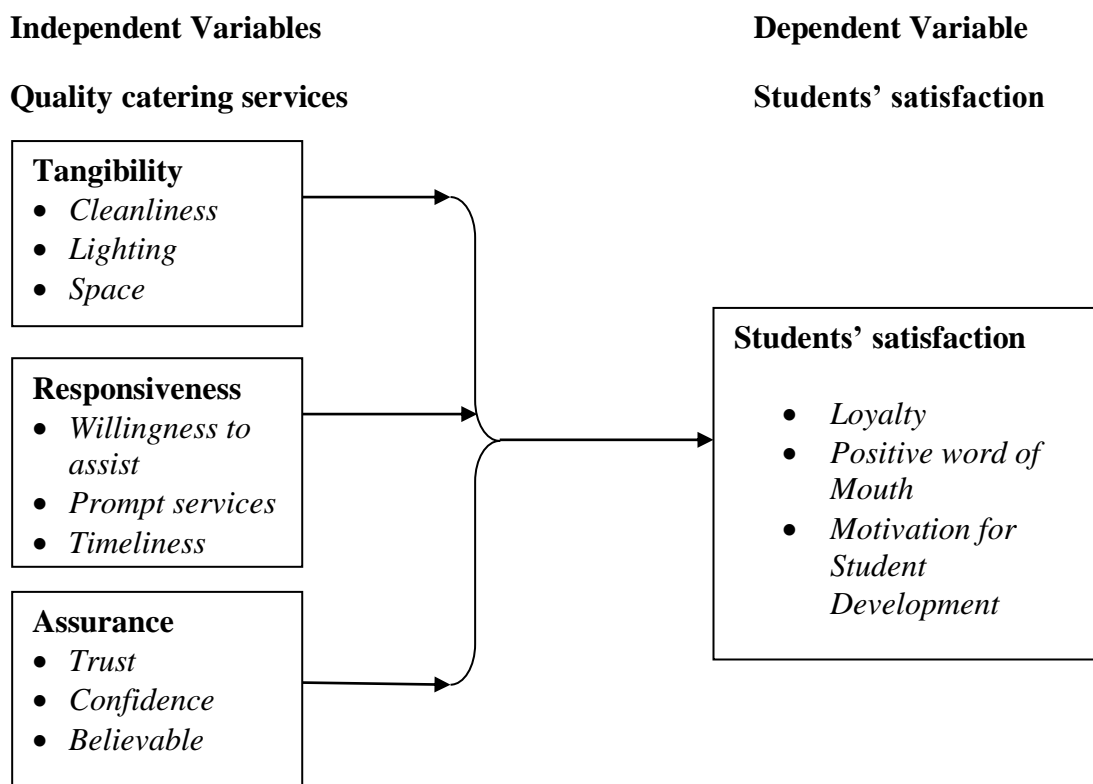 Independent Variables
Dependent Variable
Quality catering services
Students’ satisfaction
Tangibility
• Cleanliness
• Lighting
• Space
Responsiveness
• Willingness to
assist
• Prompt services
• Timeliness
Assurance
• Trust
• Confidence
• Believable
Students’ satisfaction
• Loyalty
• Positive word of
Mouth
• Motivation for
Student
Development